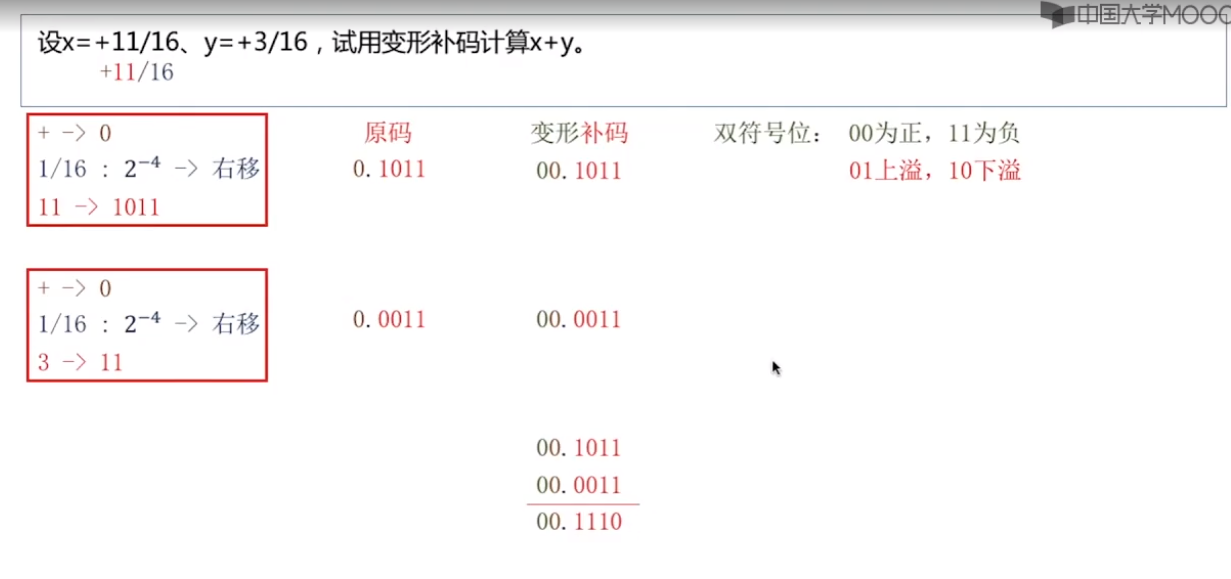 中国大学MOOC
设x=+11/16、y=+3/16，试用变形补码计算x+y。
+11/16
+ -> 0
1/16 : 2⁻⁴ -> 右移
11 -> 1011
原码
0.1011
变形补码
00.1011
双符号位： 00为正，11为负
01上溢，10下溢
+ -> 0
1/16 : 2⁻⁴ -> 右移
3 -> 11
0.0011
00.0011
00.1011
00.0011
00.1110